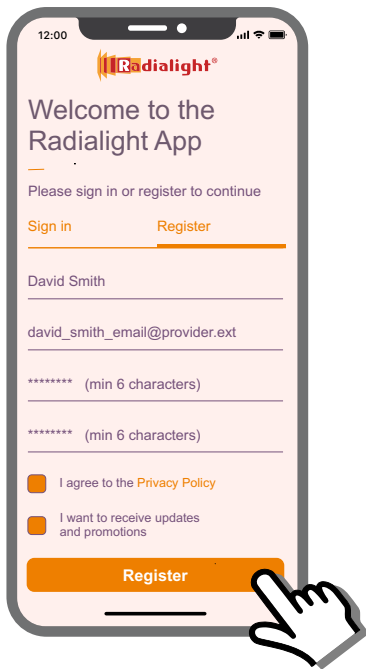 12:00
Radialight®
Welcome to the
Radialight App
Please sign in or register to continue
Sign in Register
David Smith
david_smith_email@provider.ext
******** (min 6 characters)
******** (min 6 characters)
I agree to the Privacy Policy
I want to receive updates
and promotions
Register